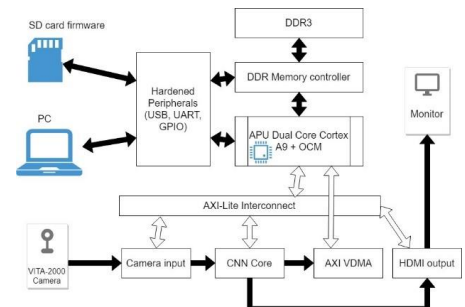 SD card firmware
DDR3
Hardened
Peripherals
(USB, UART,
GPIO)
DDR Memory controller
Monitor
PC
APU Dual Core Cortex
A9 + OCM
AXI-Lite Interconnect
VITA-2000
Camera
Camera input
CNN Core
AXI VDMA
HDMI output